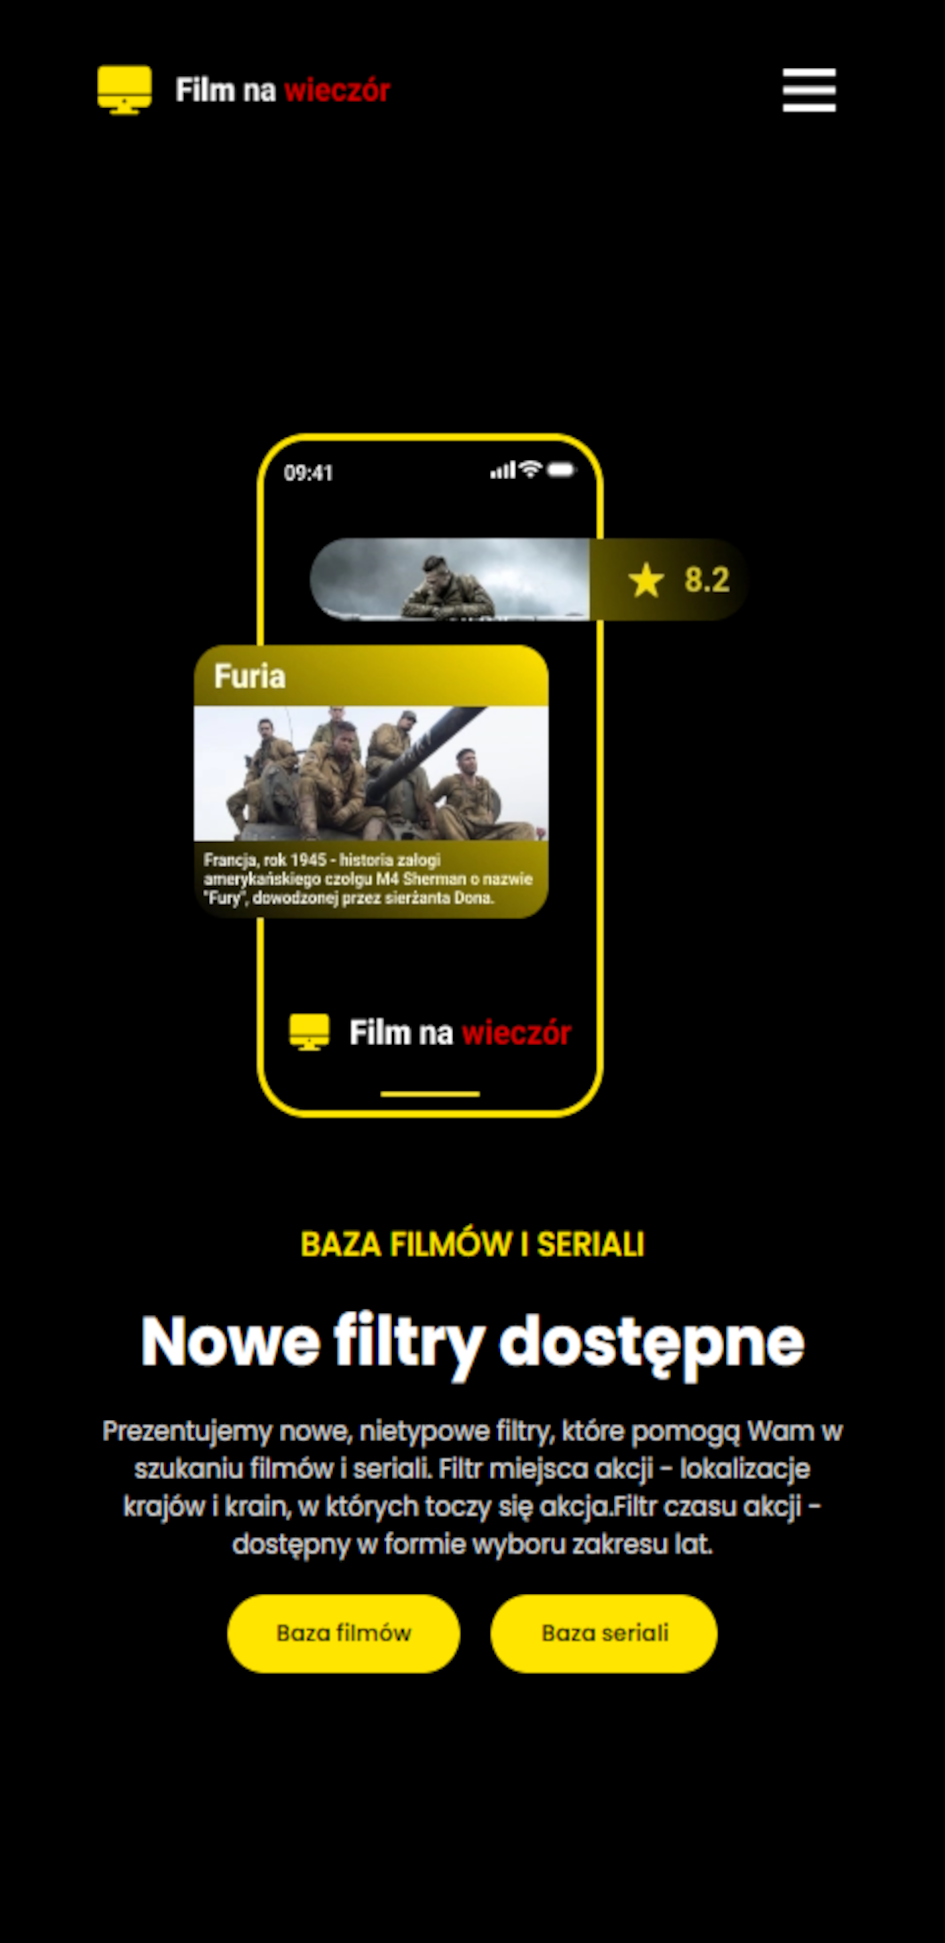 Film na wieczór
09:41
8.2
Furia
Francja, rok 1945 - historia załogi
amerykańskiego czołgu M4 Sherman o nazwie
"Fury", dowodzonej przez sierżanta Dona.
Film na wieczór
BAZA FILMÓW I SERIALI
Nowe filtry dostępne
Prezentujemy nowe, nietypowe filtry, które pomogą Wam w
szukaniu filmów i seriali. Filtr miejsca akcji - lokalizacje
krajów i krain, w których toczy się akcja.Filtr czasu akcji -
dostępny w formie wyboru zakresu lat.
Baza filmów
Baza seriali